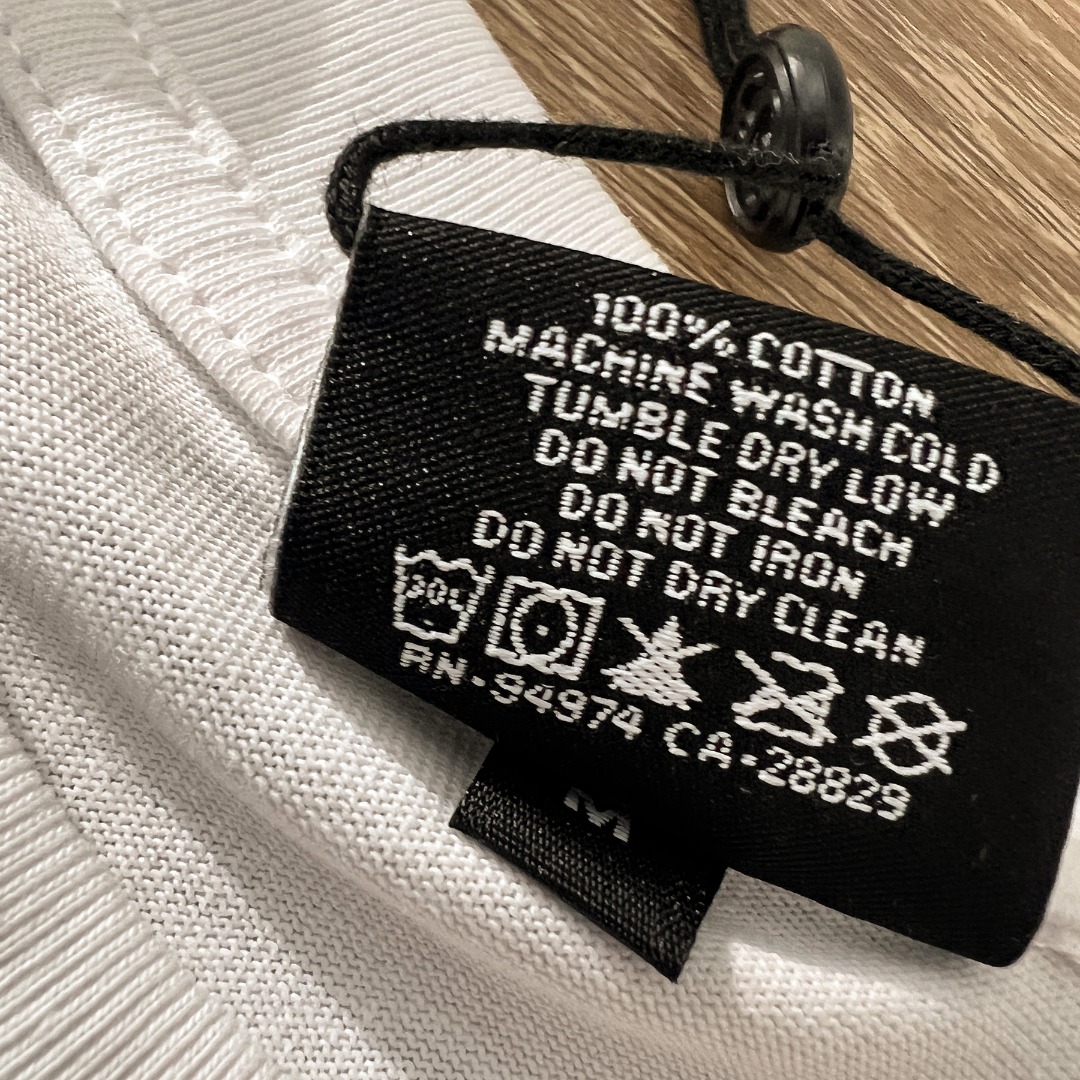 100% COTTON
MACHINE WASH COLD
TUMBLE DRY LOW
DO NOT BLEACH
DO NOT IRON
DO NOT DRY CLEAN
30C
RN-94974 CA-28829
M